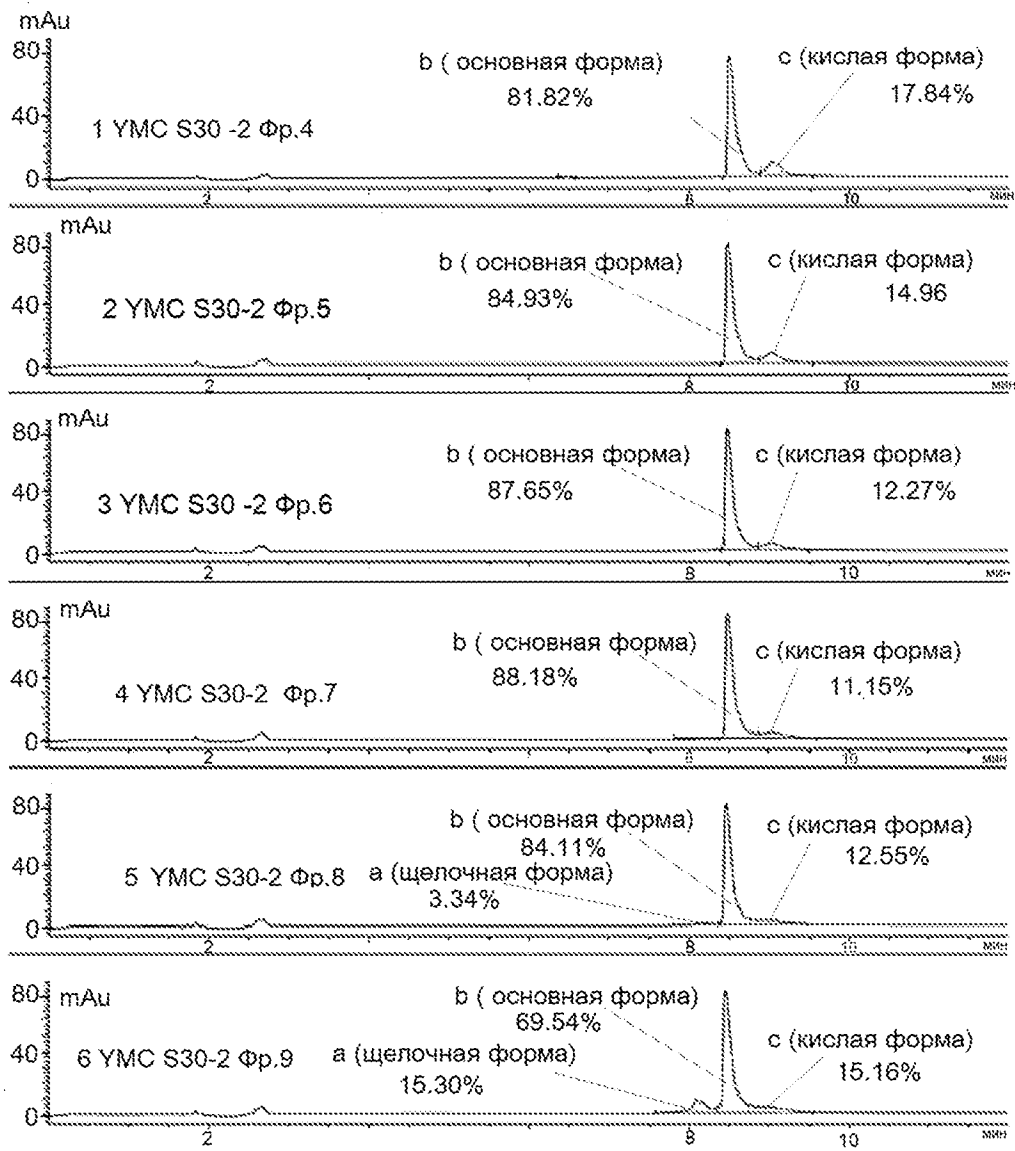 mAu
80
b ( основная форма)
c (кислая форма)
81.82%
17.84%
40
1 YMC S30 -2 Фр.4
0
2
8
10
мин
mAu
80
b ( основная форма)
c (кислая форма)
84.93%
14.96
40
2 YMC S30-2 Фр.5
0
2
8
10
мин
mAu
80
b ( основная форма)
c (кислая форма)
87.65%
12.27%
40
3 YMC S30 -2 Фр.6
0
2
8
10
мин
mAu
80
b ( основная форма)
c (кислая форма)
88.18%
11.15%
40
4 YMC S30-2 Фр.7
0
2
8
10
мин
80
mAu
b ( основная форма)
c (кислая форма)
84.11%
12.55%
40
5 YMC S30-2 Фр.8
a (щелочная форма)
3.34%
0
2
8
10
мин
80
mAu
b ( основная форма)
69.54%
c (кислая форма)
40
6 YMC S30-2 Фр.9
a (щелочная форма)
15.30%
15.16%
0
2
8
10
мин